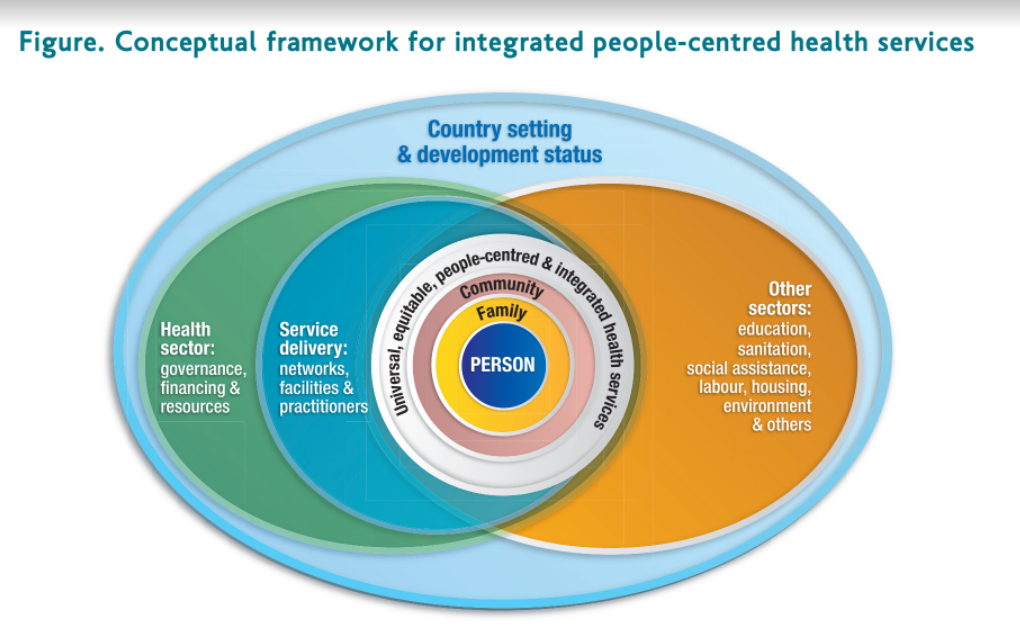 Figure. Conceptual framework for integrated people-centred health services
Country setting
& development status
Universal, equitable, people-centred & integrated health services
Community
Family
PERSON
Health
sector:
governance,
financing &
resources
Service
delivery:
networks,
facilities &
practitioners
Other
sectors:
education,
sanitation,
social assistance,
labour, housing,
environment
& others